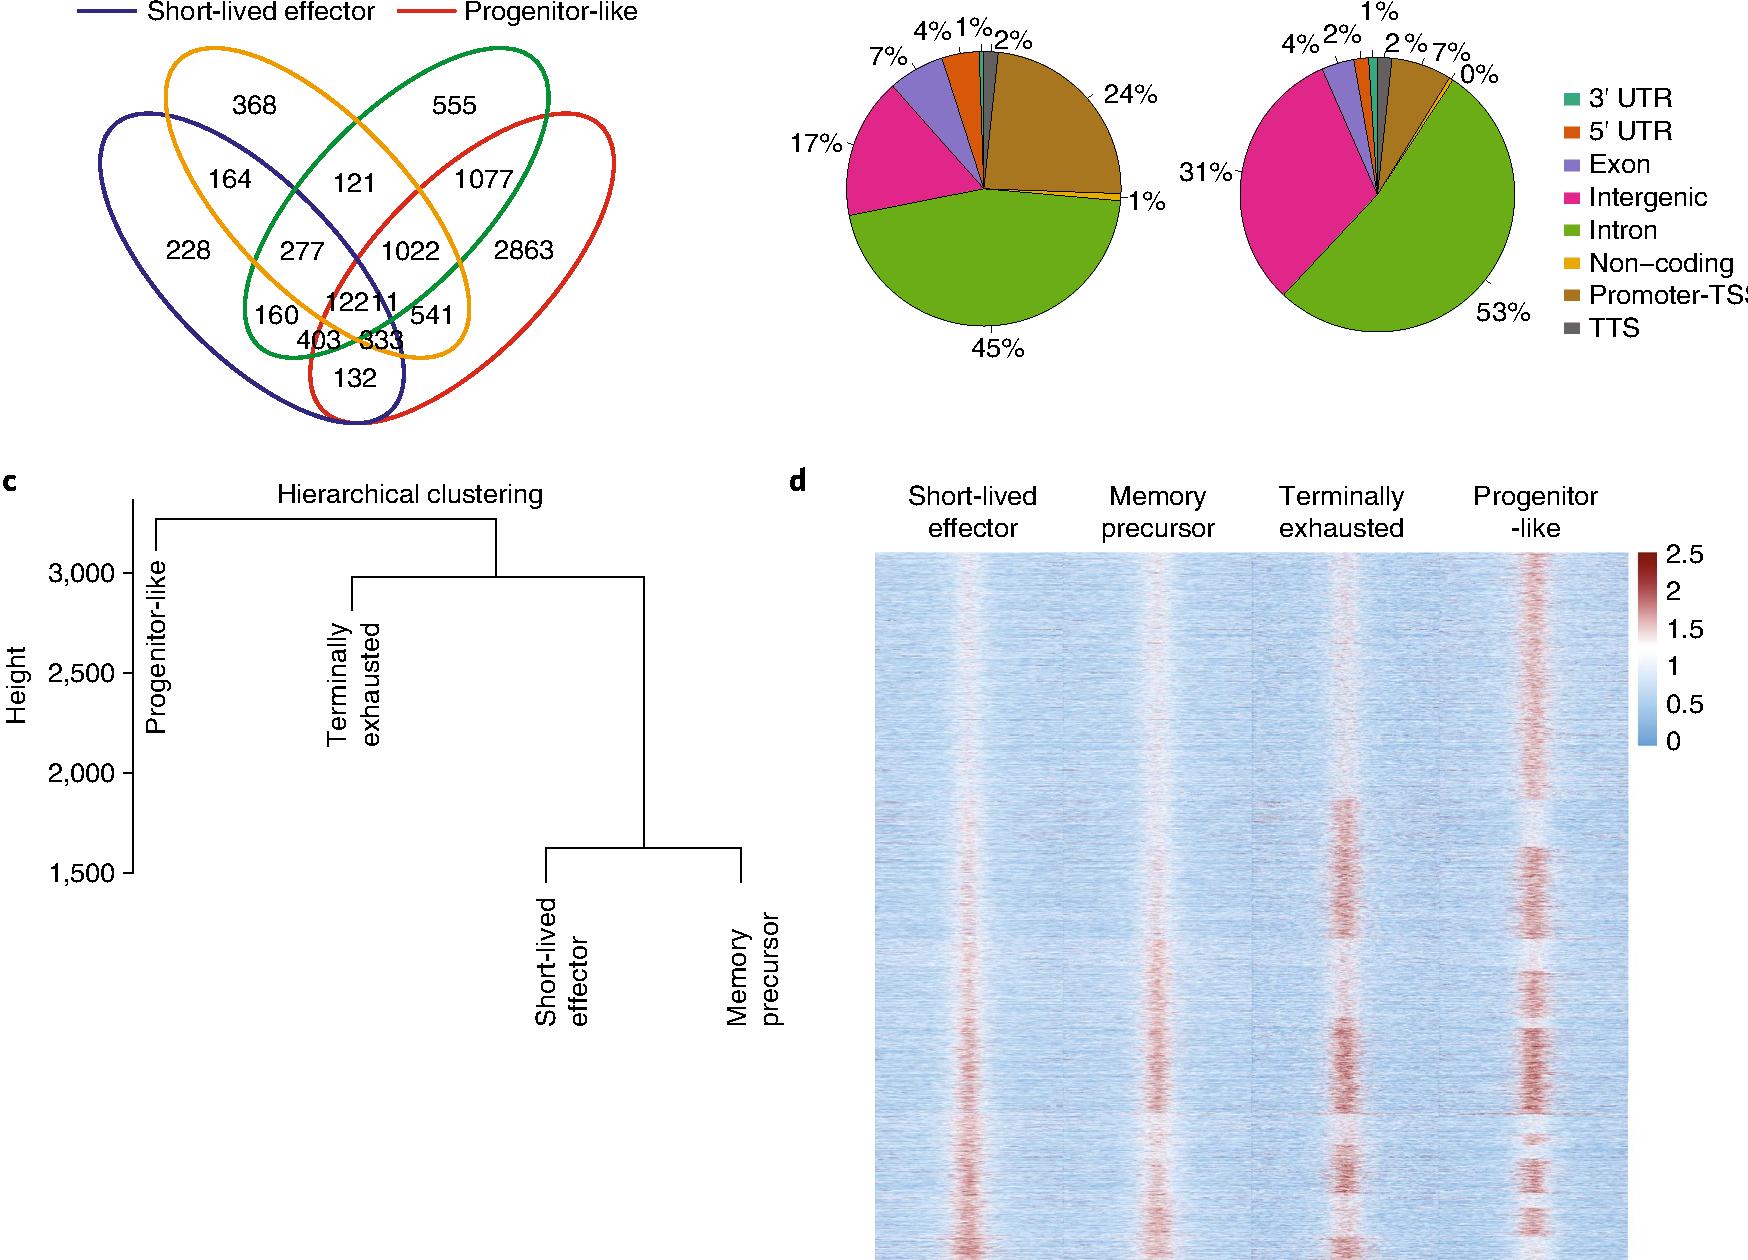 Short-lived effector Progenitor-like
368 555
164 121 1077
228 277 1022 2863
12211
160 541
403 333
132
4% 1% 2%
7%
24%
17%
1%
45%
1%
4% 2% 2% 7%
0%
31%
53%
3′ UTR
5′ UTR
Exon
Intergenic
Intron
Non–coding
Promoter-TSS
TTS
c
Hierarchical clustering
Height
3,000
2,500
2,000
1,500
Progenitor-like
Terminally
exhausted
Short-lived
effector
Memory
precursor
d
Short-lived
effector
Memory
precursor
Terminally
exhausted
Progenitor
-like
2.5
2
1.5
1
0.5
0